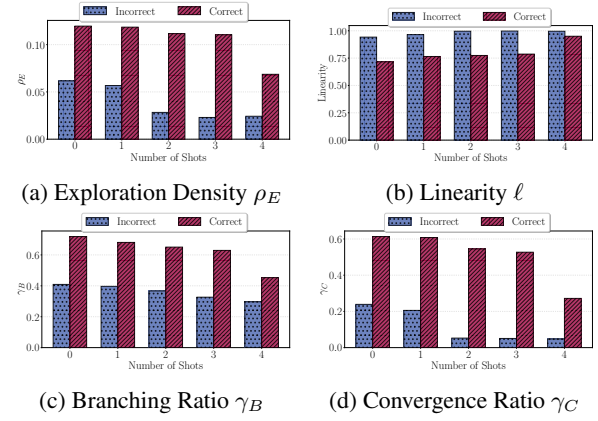 Incorrect Correct
0.10
0.05
0.00
ρE
0 1 2 3 4
Number of Shots
(a) Exploration Density ρE
Incorrect Correct
1.00
0.75
0.50
0.25
0.00
Linearity
0 1 2 3 4
Number of Shots
(b) Linearity ℓ
Incorrect Correct
0.6
0.4
0.2
0.0
γB
0 1 2 3 4
Number of Shots
(c) Branching Ratio γB
Incorrect Correct
0.6
0.4
0.2
0.0
γC
0 1 2 3 4
Number of Shots
(d) Convergence Ratio γC